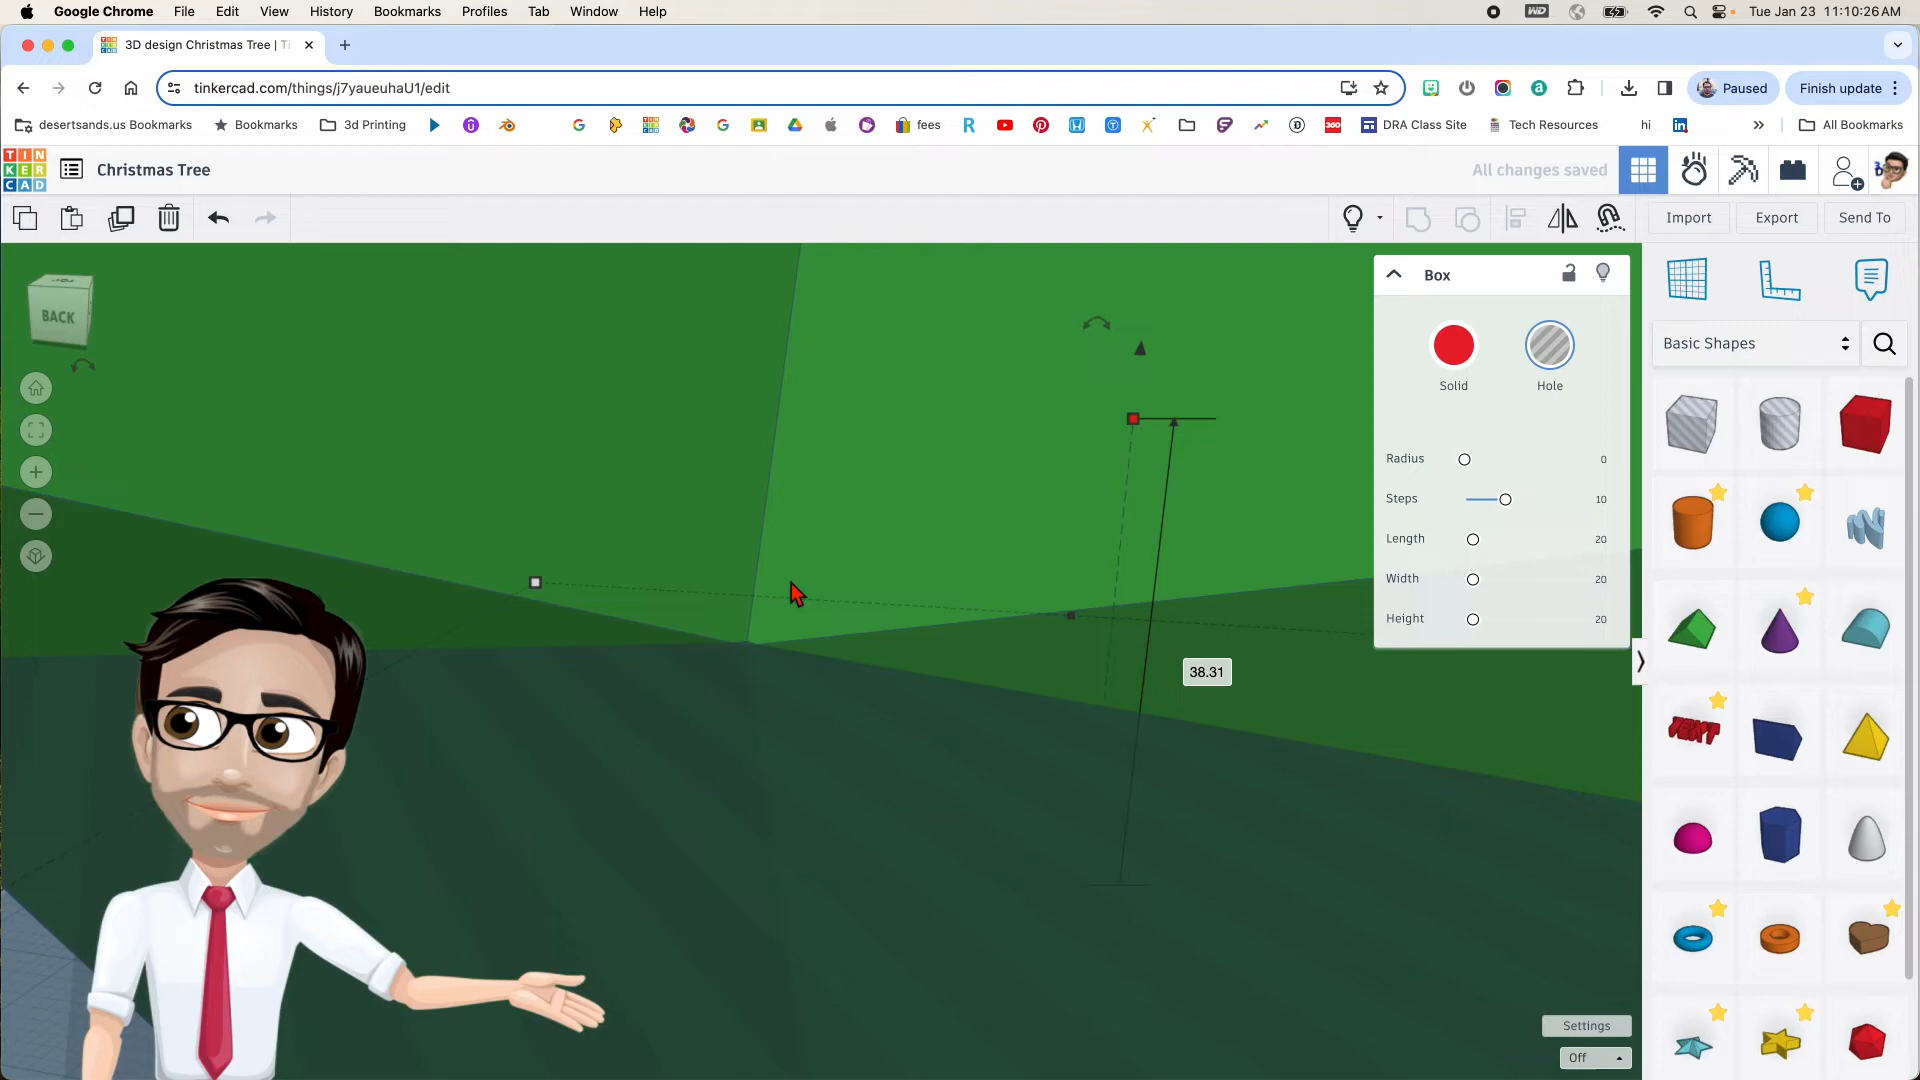 Google Chrome File Edit View History Bookmarks Profiles Tab Window Help WD Tue Jan 23 11:10:26 AM
3D design Christmas Tree | Ti
tinkercad.com/things/j7yaueuhaU1/edit Paused Finish update
desertsands.us Bookmarks Bookmarks 3d Printing fees DRA Class Site Tech Resources hi All Bookmarks
TIN
KER
CAD
Christmas Tree All changes saved
Import Export Send To
BACK
Box
Solid Hole
Radius 0
Steps 10
Length 20
Width 20
Height 20
38.31
Basic Shapes
TEXT
Settings
Off